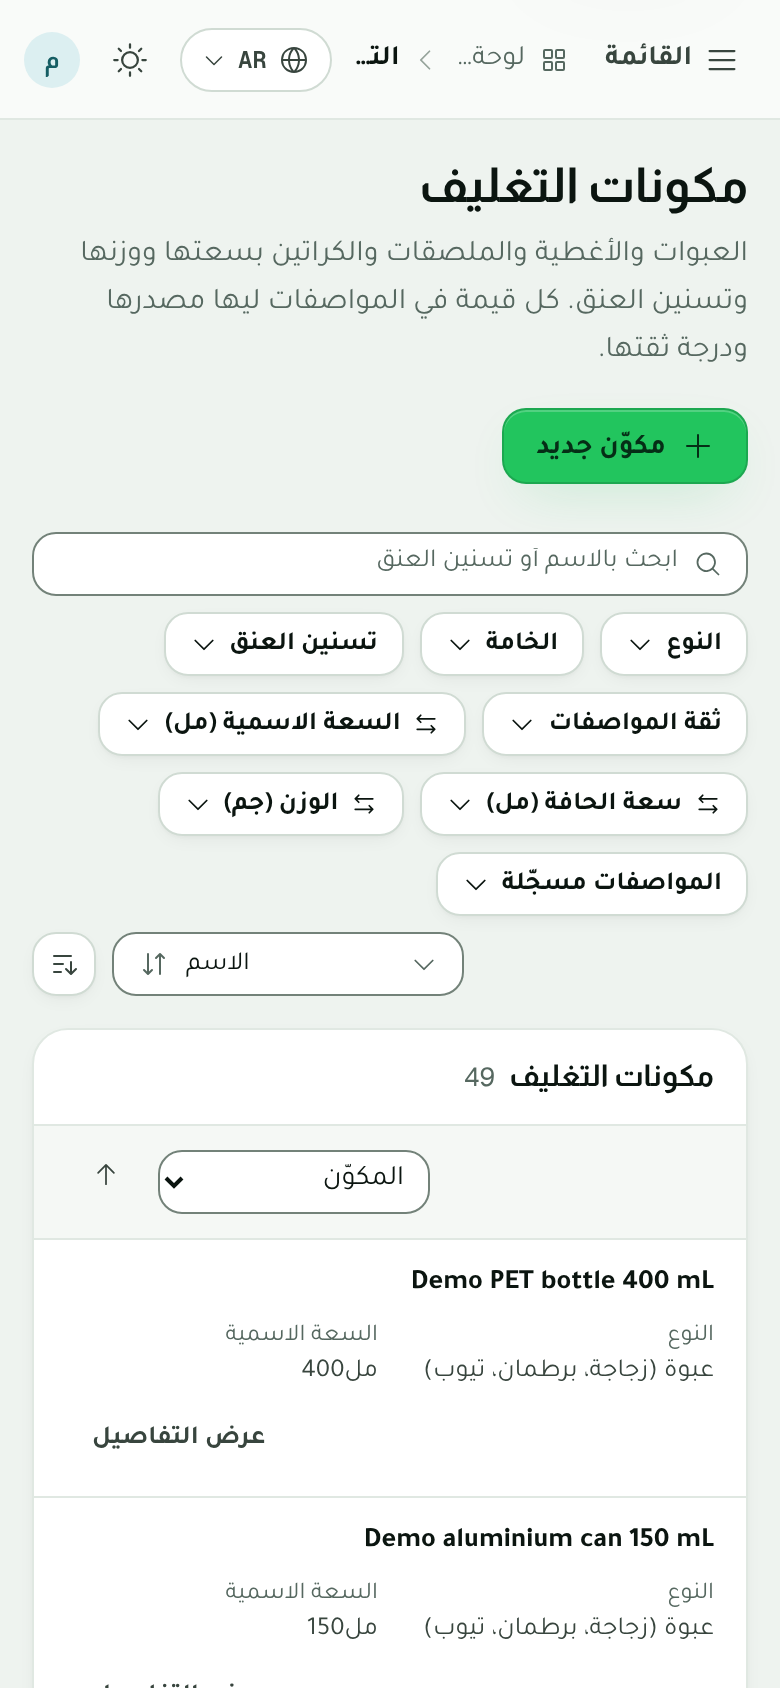 القائمة
لوحة...
التـ...
AR
م
مكونات التغليف
العبوات والأغطية والملصقات والكراتين بسعتها ووزنها
وتسنين العنق. كل قيمة في المواصفات ليها مصدرها
ودرجة ثقتها.
مكوّن جديد
ابحث بالاسم أو تسنين العنق
النوع
الخامة
تسنين العنق
ثقة المواصفات
السعة الاسمية (مل)
سعة الحافة (مل)
الوزن (جم)
المواصفات مسجّلة
الاسم
مكونات التغليف 49
المكوّن
Demo PET bottle 400 mL
النوع
السعة الاسمية
عبوة (زجاجة، برطمان، تيوب)
400مل
عرض التفاصيل
Demo aluminium can 150 mL
النوع
السعة الاسمية
عبوة (زجاجة، برطمان، تيوب)
150مل